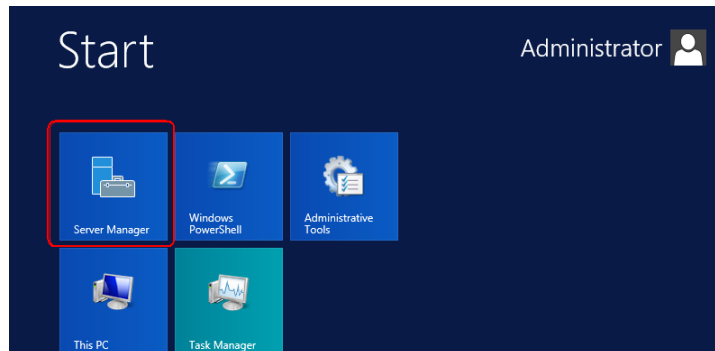 Start
Administrator
Server Manager
Windows
PowerShell
Administrative
Tools
This PC
Task Manager